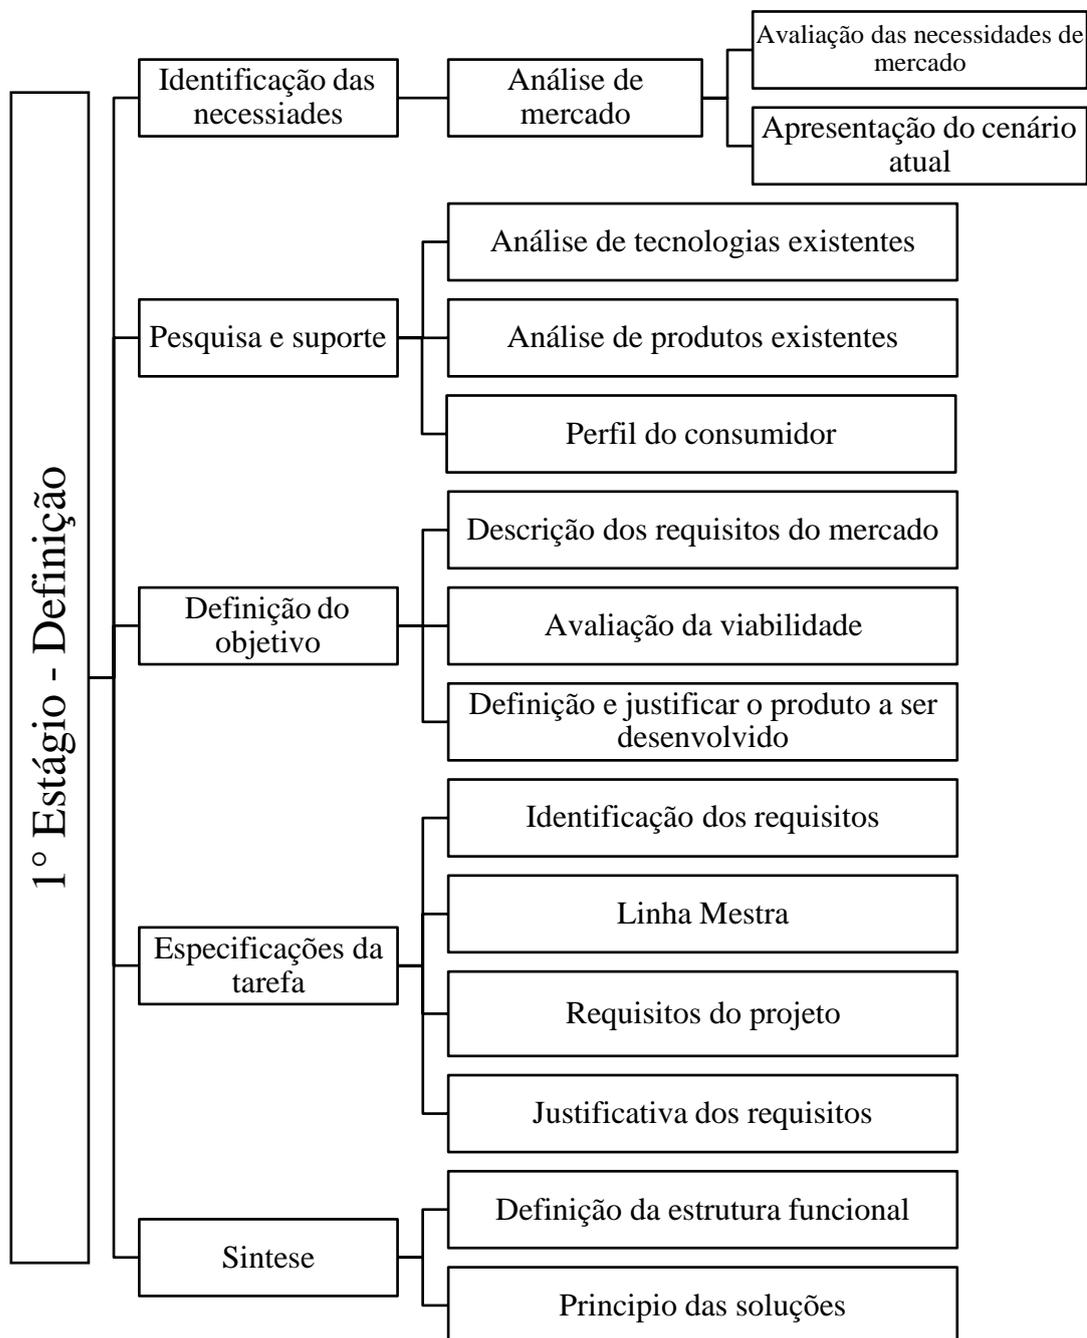 1° Estágio - Definição
Identificação das
necessiades
Análise de
mercado
Avaliação das necessidades de
mercado
Apresentação do cenário
atual
Pesquisa e suporte
Análise de tecnologias existentes
Análise de produtos existentes
Perfil do consumidor
Definição do
objetivo
Descrição dos requisitos do mercado
Avaliação da viabilidade
Definição e justificar o produto a ser
desenvolvido
Especificações da
tarefa
Identificação dos requisitos
Linha Mestra
Requisitos do projeto
Justificativa dos requisitos
Sintese
Definição da estrutura funcional
Principio das soluções